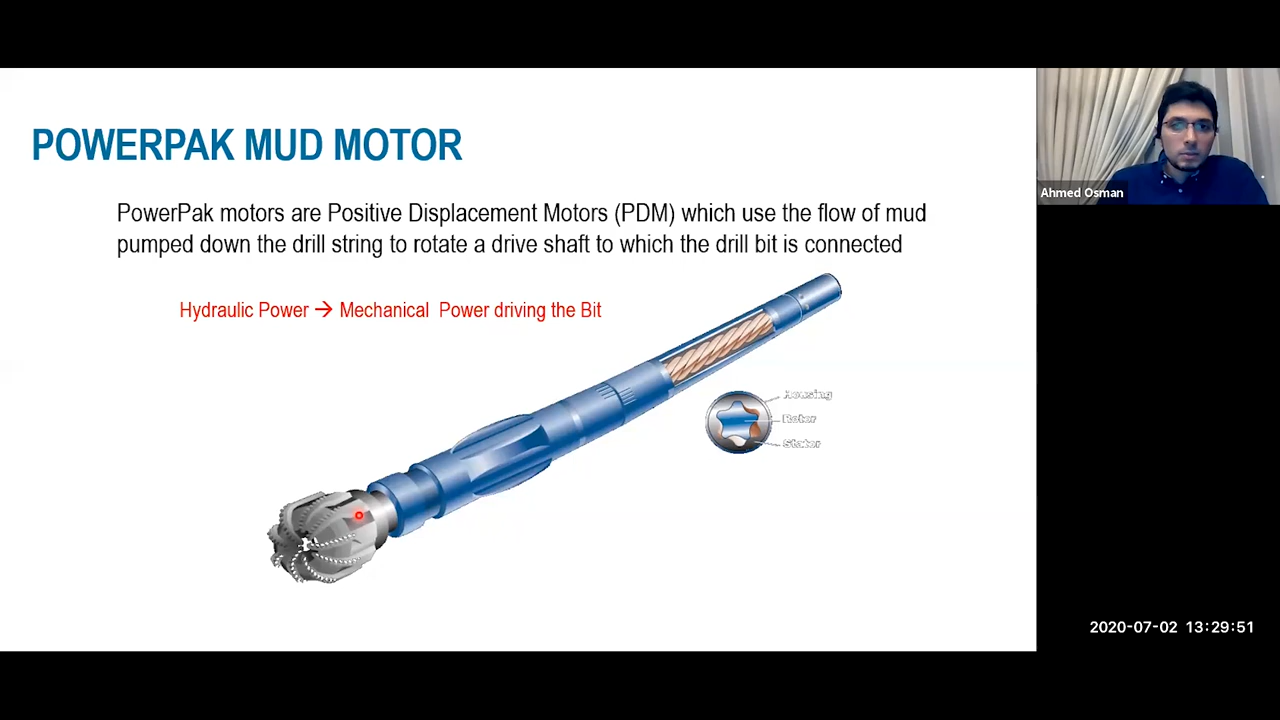 POWERPAK MUD MOTOR
PowerPak motors are Positive Displacement Motors (PDM) which use the flow of mud
pumped down the drill string to rotate a drive shaft to which the drill bit is connected
Hydraulic Power → Mechanical Power driving the Bit
Housing
Rotor
Stator
Ahmed Osman
2020-07-02 13:29:51